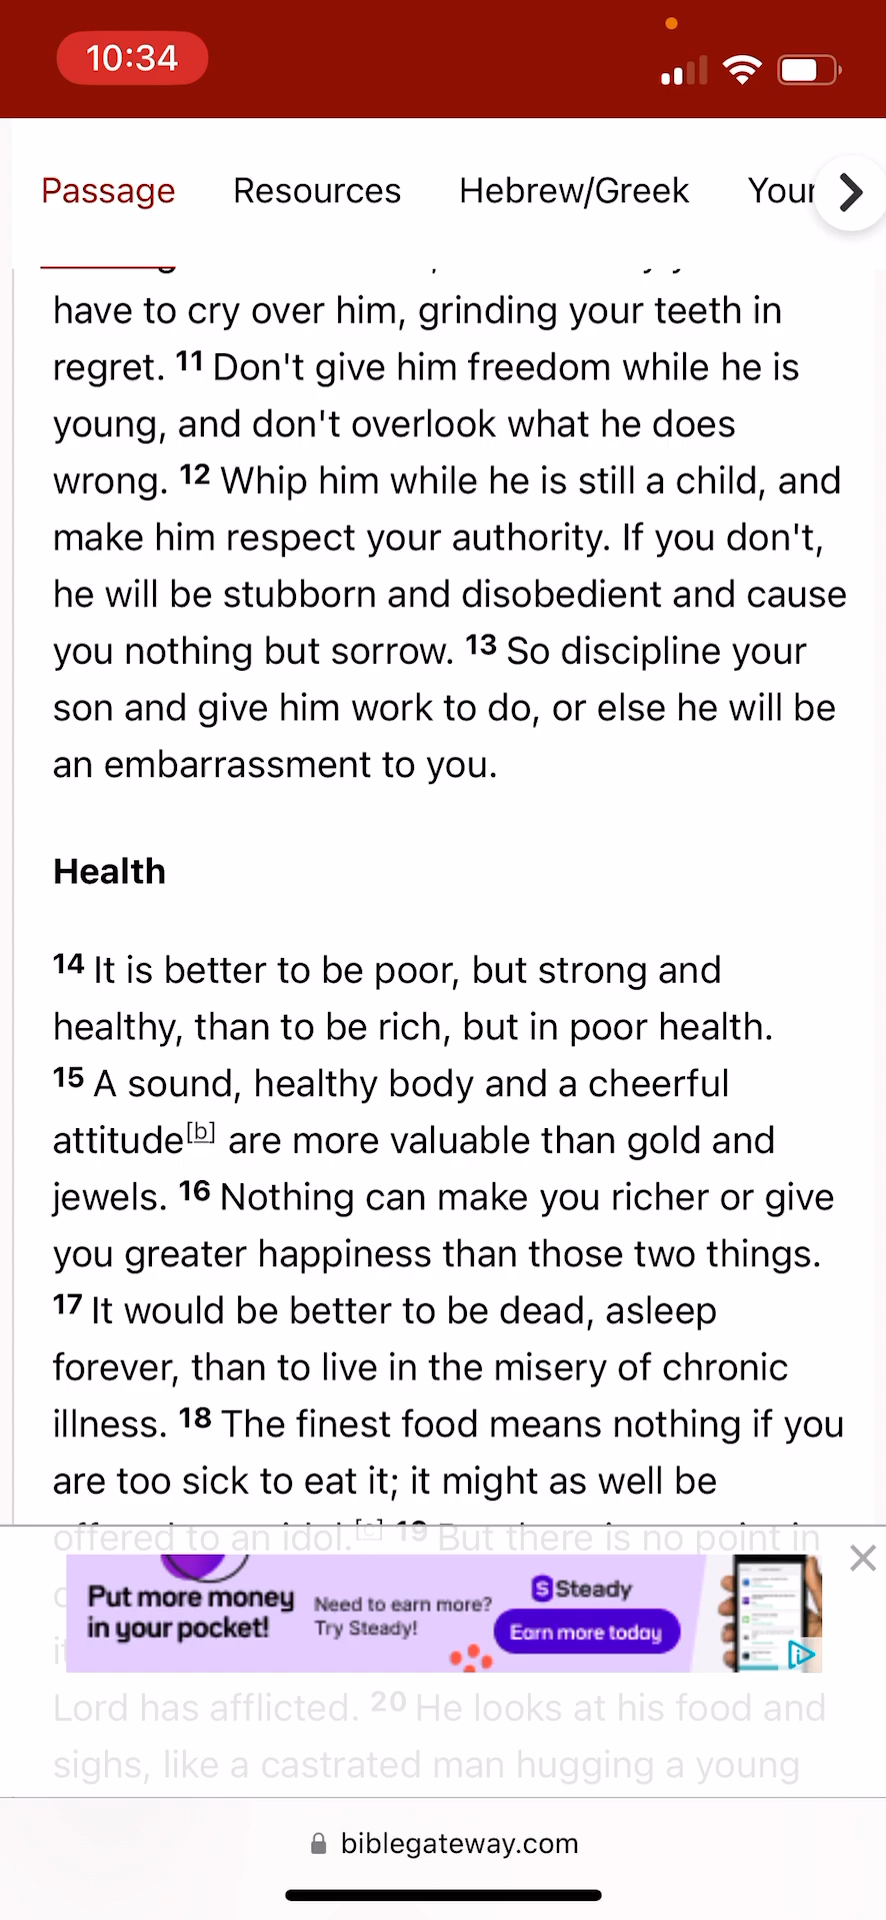 10:34
Passage Resources Hebrew/Greek Your
have to cry over him, grinding your teeth in
regret. 11 Don't give him freedom while he is
young, and don't overlook what he does
wrong. 12 Whip him while he is still a child, and
make him respect your authority. If you don't,
he will be stubborn and disobedient and cause
you nothing but sorrow. 13 So discipline your
son and give him work to do, or else he will be
an embarrassment to you.
Health
14 It is better to be poor, but strong and
healthy, than to be rich, but in poor health.
15 A sound, healthy body and a cheerful
attitude[b] are more valuable than gold and
jewels. 16 Nothing can make you richer or give
you greater happiness than those two things.
17 It would be better to be dead, asleep
forever, than to live in the misery of chronic
illness. 18 The finest food means nothing if you
are too sick to eat it; it might as well be
offered to an idol.[c] 19 But there is no point in
Put more money
in your pocket!
Need to earn more?
Try Steady!
S Steady
Earn more today
Lord has afflicted. 20 He looks at his food and
sighs, like a castrated man hugging a young
biblegateway.com